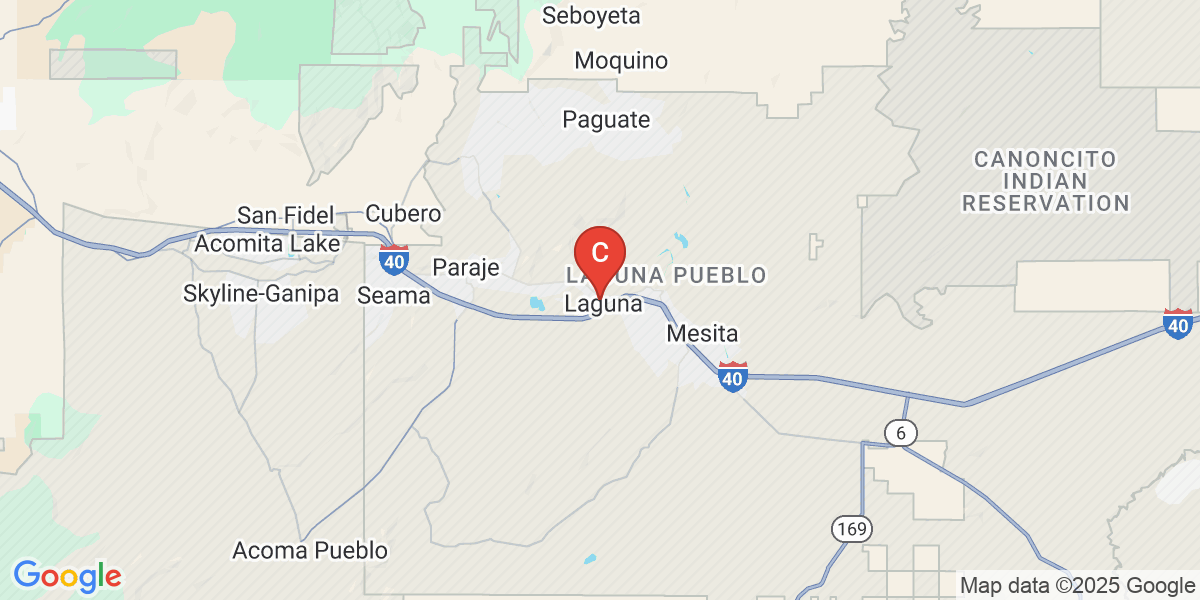 Seboyeta
Moquino
Paguate
CANONCITO
INDIAN
RESERVATION
San Fidel
Cubero
Acomita Lake
40
Paraje
C
LAGUNA PUEBLO
Skyline-Ganipa
Seama
Laguna
Mesita
40
40
6
169
Acoma Pueblo
Google
Map data ©2025 Google